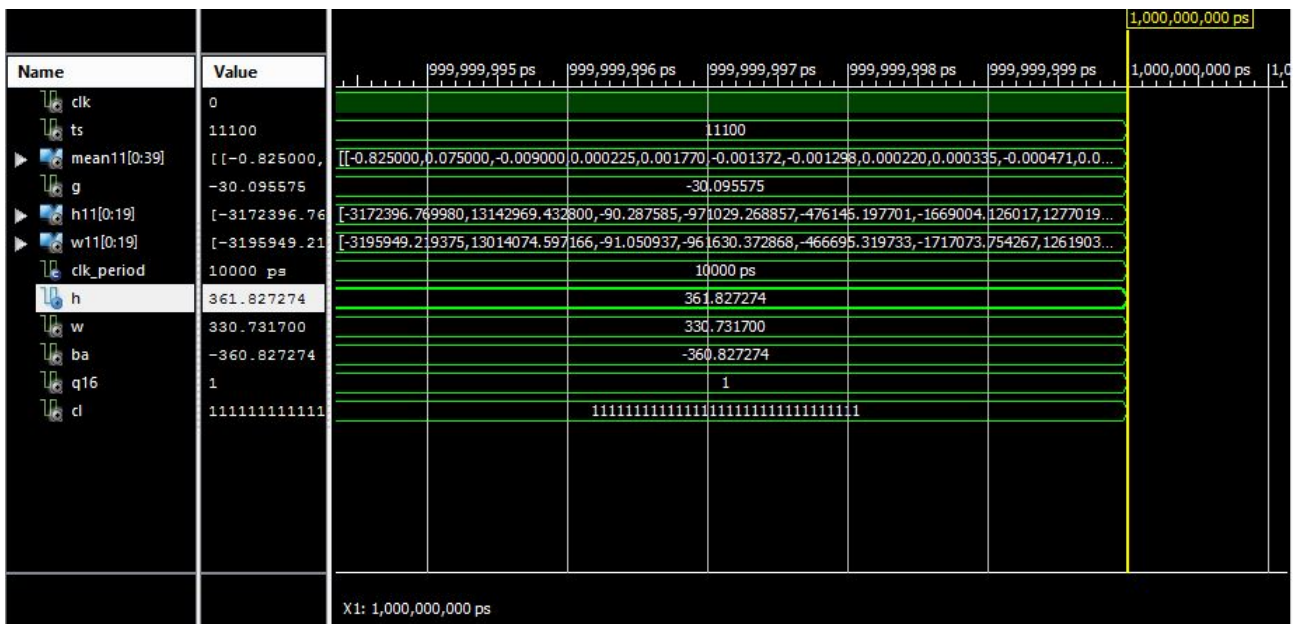 1,000,000,000 ps
Name Value 999,999,995 ps 999,999,996 ps 999,999,997 ps 999,999,998 ps 999,999,999 ps 1,000,000,000 ps 1,0
clk 0
ts 11100 11100
mean11[0:39] [[-0.825000, [[-0.825000,0.075000,-0.009000,0.000225,0.001770,-0.001372,-0.001298,0.000220,0.000335,-0.000471,0.0...
g -30.095575 -30.095575
h11[0:19] [-3172396.76 [-3172396.769980,13142969.432800,-90.287585,-971029.268857,-476146.197701,-1669004.126017,1277019...
w11[0:19] [-3195949.21 [-3195949.219375,13014074.597166,-91.050937,-961630.372868,-466695.319733,-1717073.754267,1261903...
clk_period 10000 ps 10000 ps
h 361.827274 361.827274
w 330.731700 330.731700
ba -360.827274 -360.827274
q16 1 1
cl 111111111111 11111111111111111111111111111111
X1: 1,000,000,000 ps